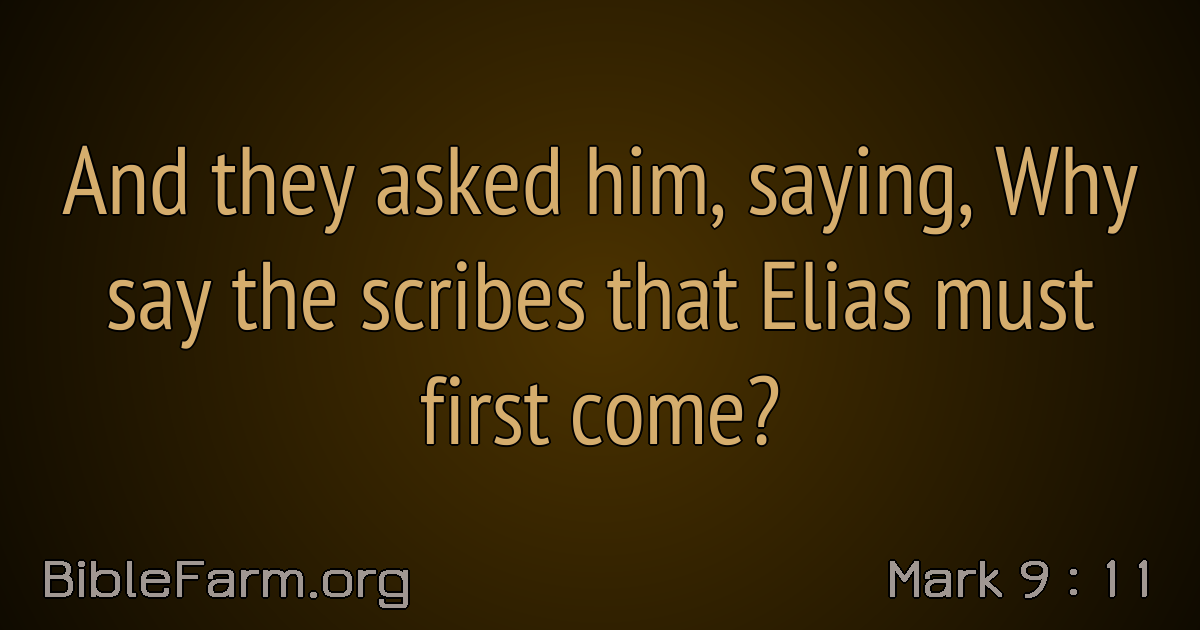 And they asked him, saying, Why
say the scribes that Elias must
first come?
BibleFarm.org
Mark 9 : 11